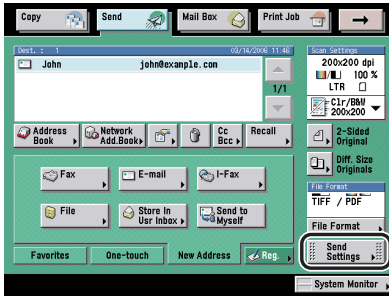 Copy
Send
Mail Box
Print Job
Dest. : 1
03/14/2006 11:46
John
john@example.com
1/1
Address
Book
Network
Add.Book
Cc
Bcc
Recall
Fax
E-mail
I-Fax
File
Store In
Usr Inbox
Send to
Myself
Favorites
One-touch
New Address
Reg.
Scan Settings
200x200 dpi
100 %
LTR
Clr/B&W
200x200
2-Sided
Original
Diff. Size
Originals
File Format
TIFF / PDF
File Format
Send
Settings
System Monitor